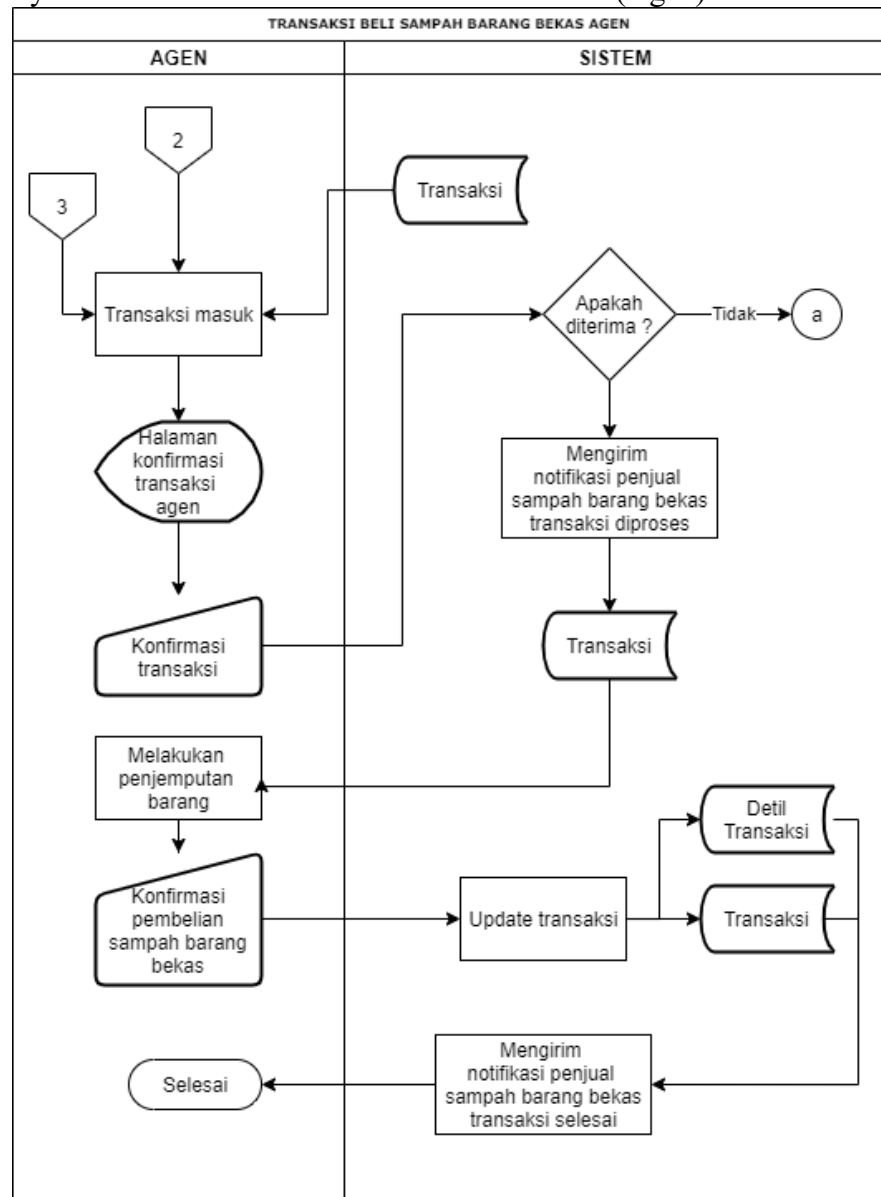 TRANSAKSI BELI SAMPAH BARANG BEKAS AGEN
AGEN
SISTEM
2
3
Transaksi
Transaksi masuk
Apakah
diterima ?
Tidak
a
Halaman
konfirmasi
transaksi
agen
Mengirim
notifikasi penjual
sampah barang bekas
transaksi diproses
Konfirmasi
transaksi
Transaksi
Melakukan
penjemputan
barang
Detil
Transaksi
Konfirmasi
pembelian
sampah barang
bekas
Update transaksi
Transaksi
Mengirim
notifikasi penjual
sampah barang bekas
transaksi selesai
Selesai